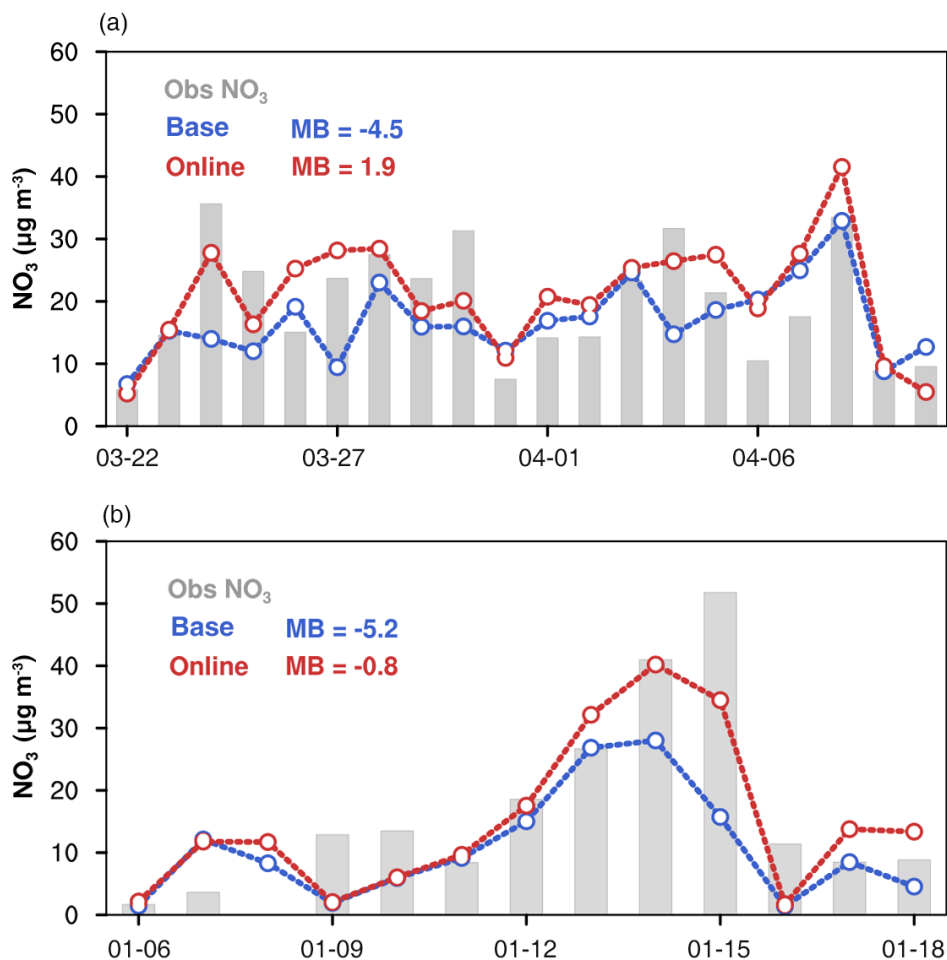 (a)
60
50
40
30
20
10
0
NO₃ (µg m⁻³)
Obs NO₃
Base MB = -4.5
Online MB = 1.9
03-22 03-27 04-01 04-06
(b)
60
50
40
30
20
10
0
NO₃ (µg m⁻³)
Obs NO₃
Base MB = -5.2
Online MB = -0.8
01-06 01-09 01-12 01-15 01-18